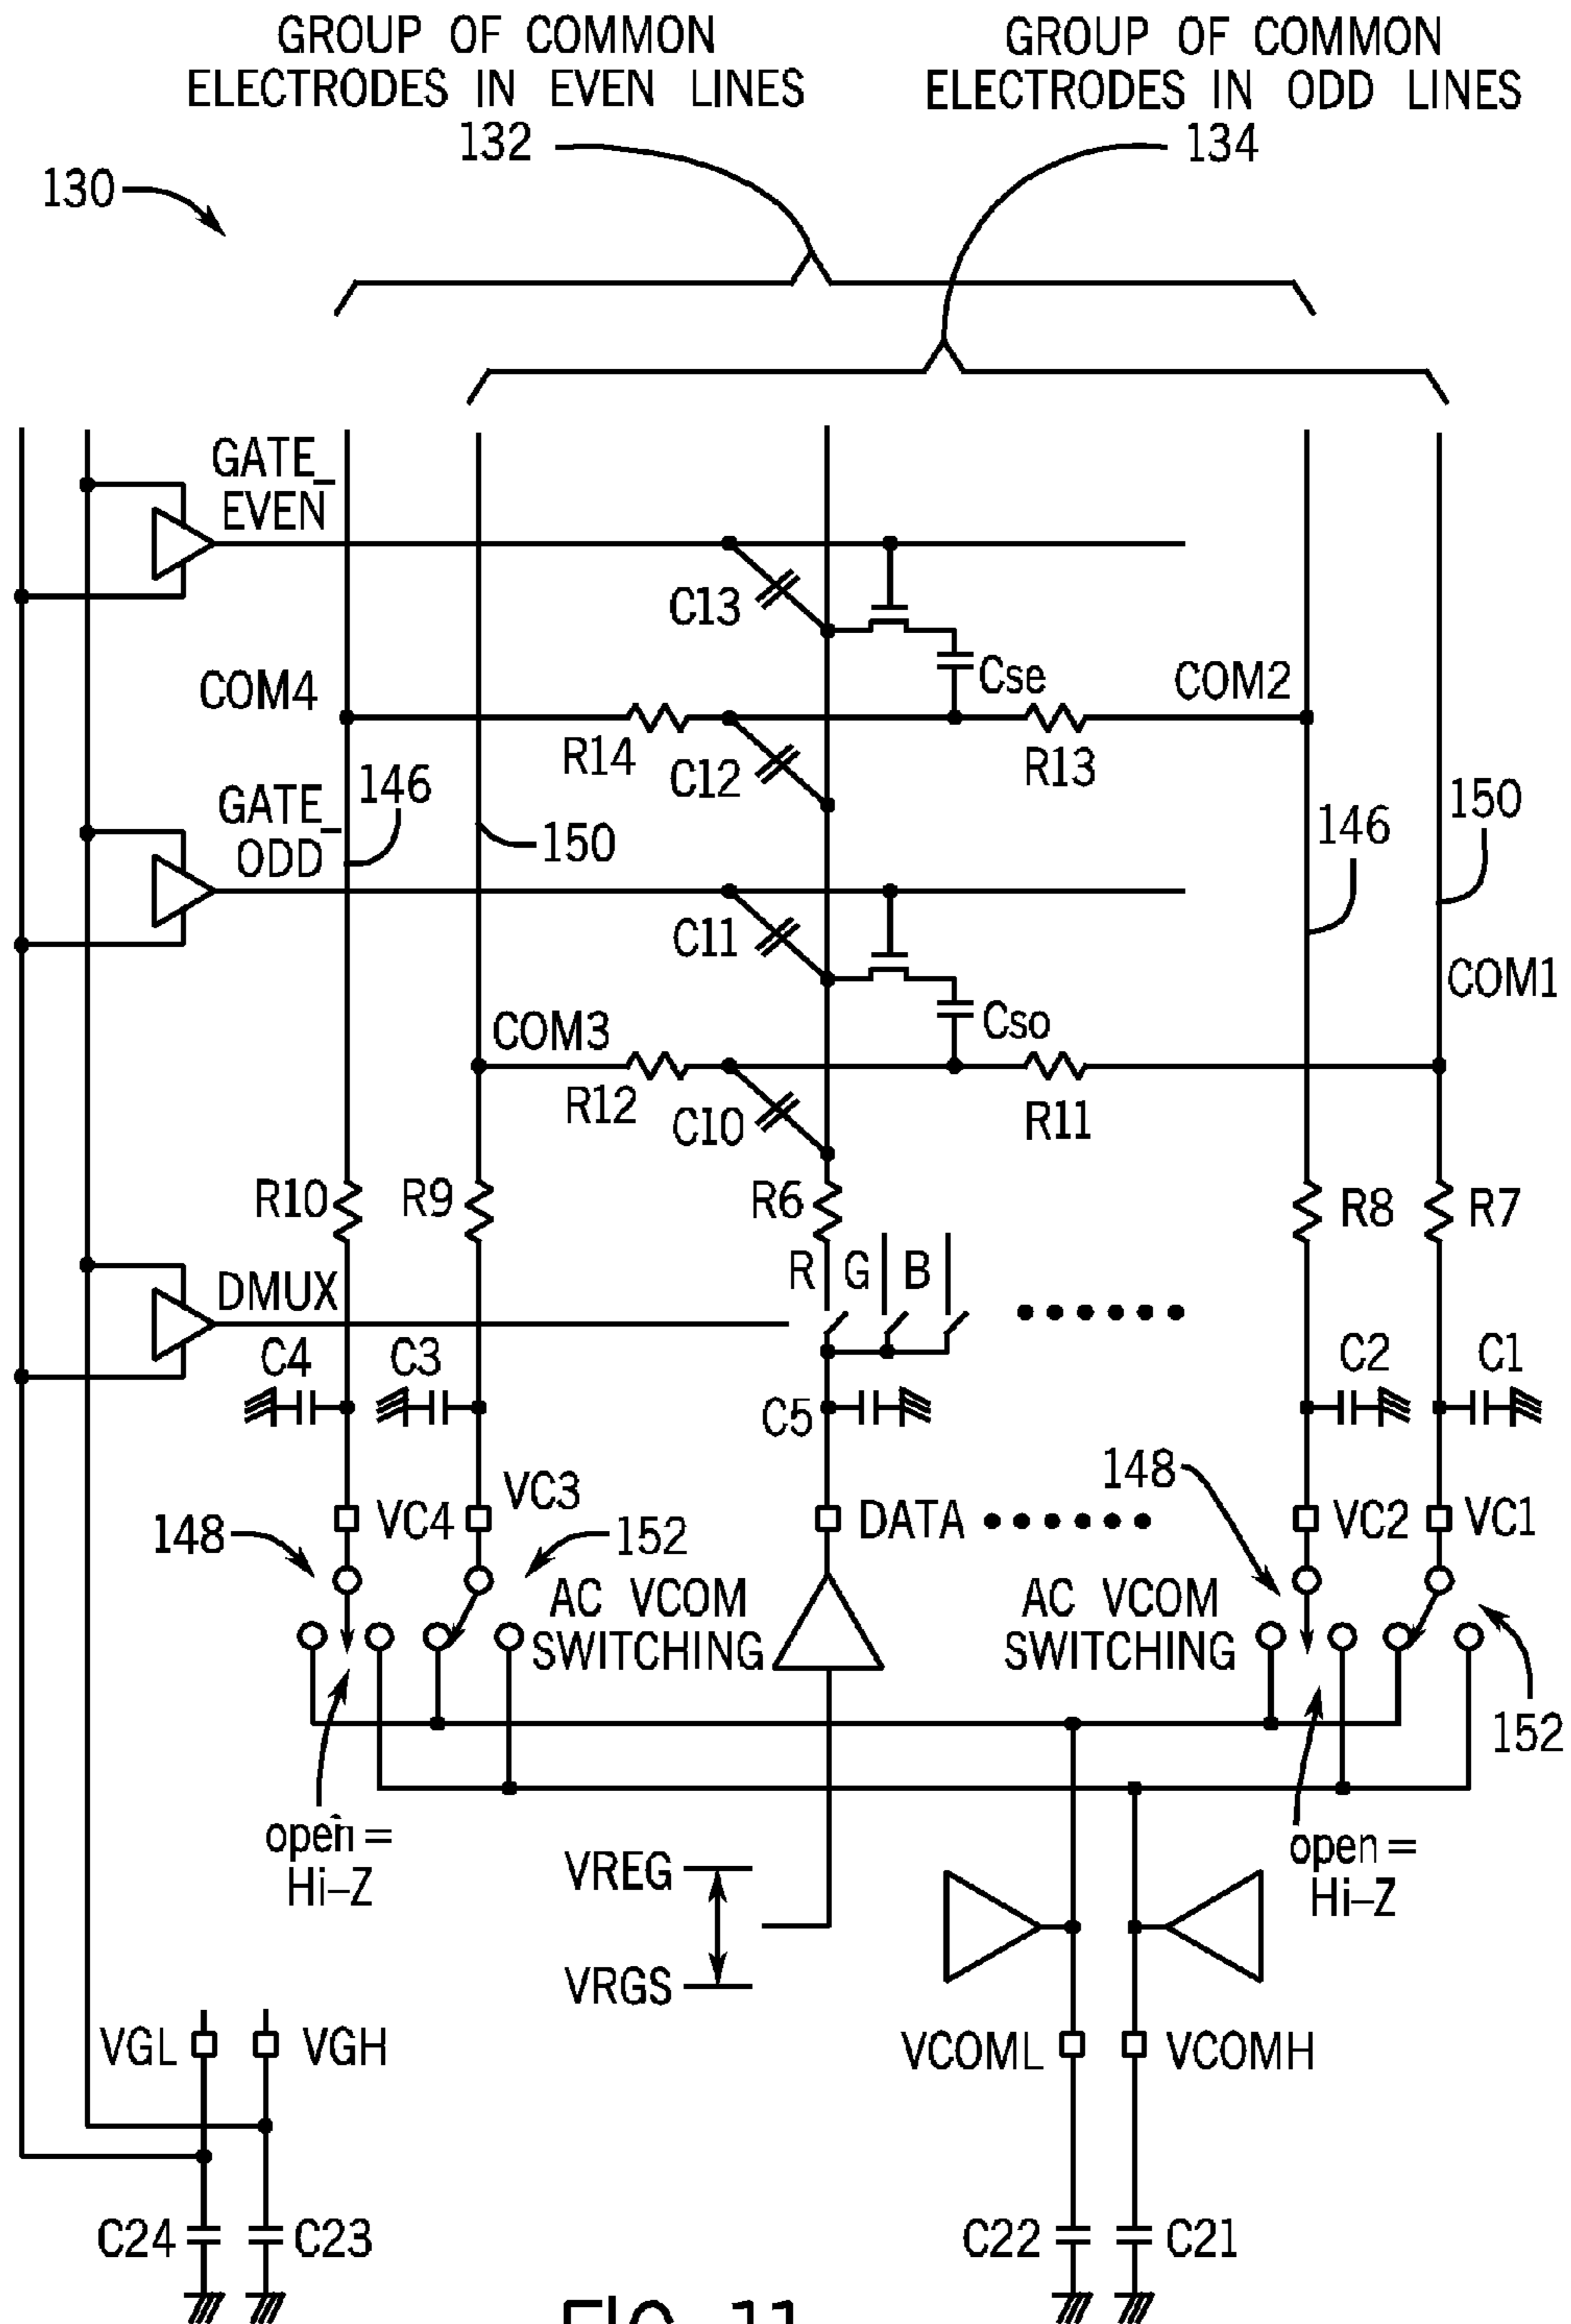 GROUP OF COMMON
ELECTRODES IN EVEN LINES
132
GROUP OF COMMON
ELECTRODES IN ODD LINES
134
130
GATE_
EVEN
C13
Cse
COM4
COM2
R14
C12
R13
146
GATE_
ODD
150
146
150
C11
COM1
COM3
Cso
R12
C10
R11
R10
R9
R6
R8
R7
R
G
B
DMUX
C4
C3
C5
C2
C1
148
VC4
VC3
152
DATA
148
VC2
VC1
AC VCOM
SWITCHING
AC VCOM
SWITCHING
152
open =
Hi–Z
open =
Hi–Z
VREG
VRGS
VGL
VGH
VCOML
VCOMH
C24
C23
C22
C21
FIG. 11